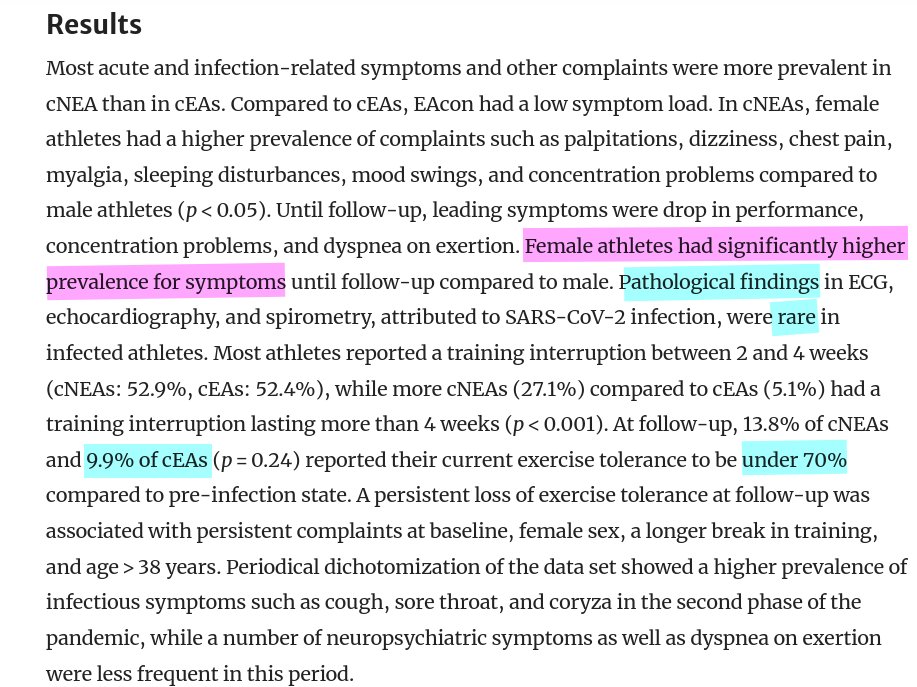 Results
Most acute and infection-related symptoms and other complaints were more prevalent in
cNEA than in cEAs. Compared to cEAs, EAcon had a low symptom load. In cNEAs, female
athletes had a higher prevalence of complaints such as palpitations, dizziness, chest pain,
myalgia, sleeping disturbances, mood swings, and concentration problems compared to
male athletes (p < 0.05). Until follow-up, leading symptoms were drop in performance,
concentration problems, and dyspnea on exertion. Female athletes had significantly higher
prevalence for symptoms until follow-up compared to male. Pathological findings in ECG,
echocardiography, and spirometry, attributed to SARS-CoV-2 infection, were rare in
infected athletes. Most athletes reported a training interruption between 2 and 4 weeks
(cNEAs: 52.9%, cEAs: 52.4%), while more cNEAs (27.1%) compared to cEAs (5.1%) had a
training interruption lasting more than 4 weeks (p < 0.001). At follow-up, 13.8% of cNEAs
and 9.9% of cEAs (p = 0.24) reported their current exercise tolerance to be under 70%
compared to pre-infection state. A persistent loss of exercise tolerance at follow-up was
associated with persistent complaints at baseline, female sex, a longer break in training,
and age > 38 years. Periodical dichotomization of the data set showed a higher prevalence of
infectious symptoms such as cough, sore throat, and coryza in the second phase of the
pandemic, while a number of neuropsychiatric symptoms as well as dyspnea on exertion
were less frequent in this period.